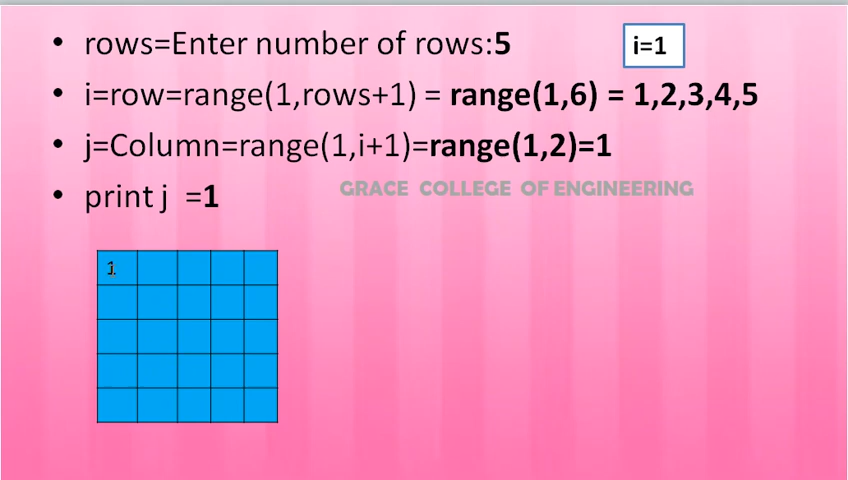 • rows=Enter number of rows:5
i=1
• i=row=range(1,rows+1) = range(1,6) = 1,2,3,4,5
• j=Column=range(1,i+1)=range(1,2)=1
• print j =1
GRACE COLLEGE OF ENGINEERING
1